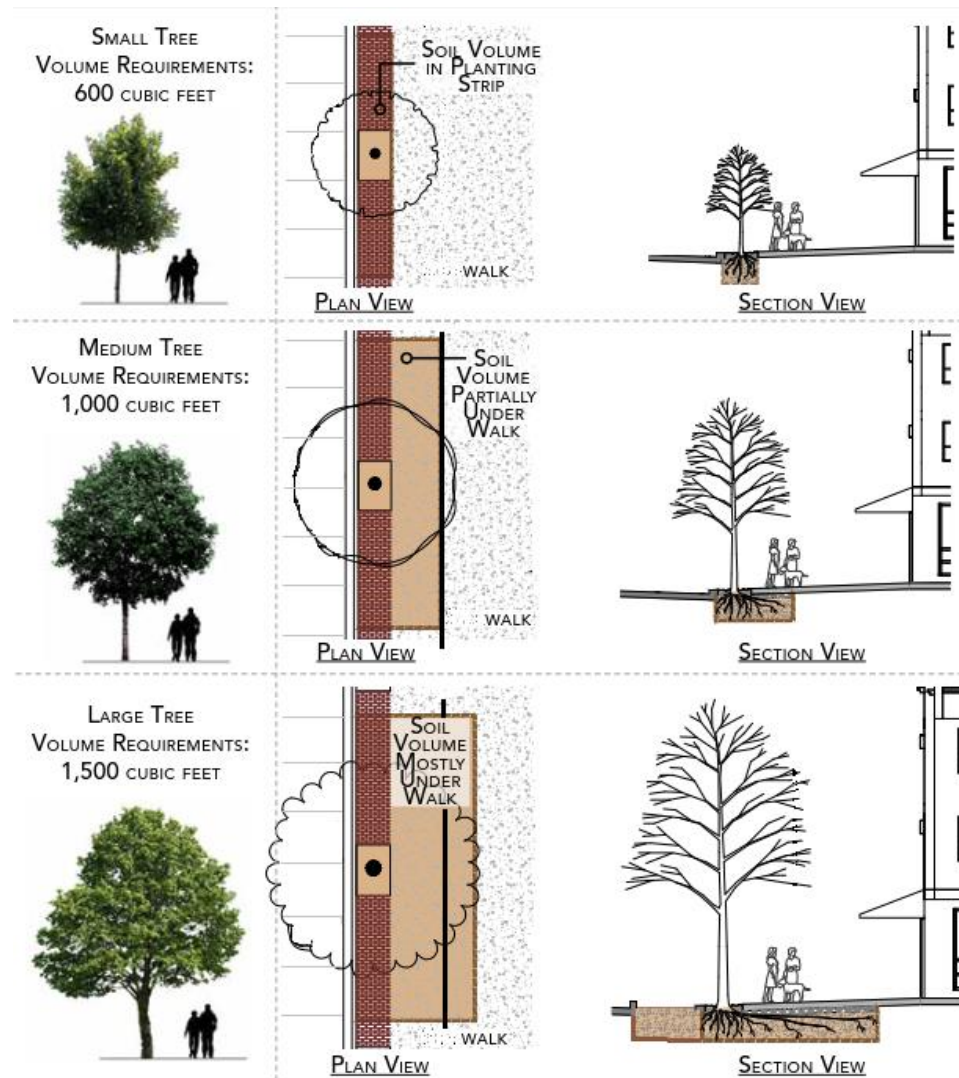 Small Tree
Volume Requirements:
600 cubic feet
Soil Volume
in Planting
Strip
walk
Plan View
Section View
Medium Tree
Volume Requirements:
1,000 cubic feet
Soil
Volume
Partially
Under
Walk
walk
Plan View
Section View
Large Tree
Volume Requirements:
1,500 cubic feet
Soil
Volume
Mostly
Under
Walk
walk
Plan View
Section View